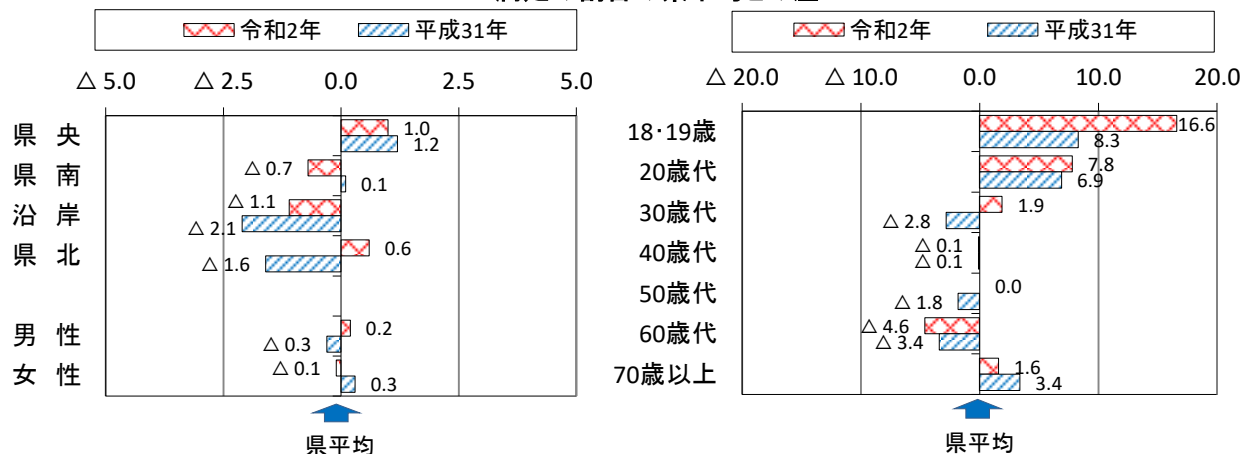 令和2年 平成31年
△ 5.0 △ 2.5 0.0 2.5 5.0
県 央 1.0
1.2
県 南 △ 0.7
0.1
沿 岸 △ 1.1
△ 2.1
県 北 0.6
△ 1.6
男 性 0.2
△ 0.3
女 性 △ 0.1
0.3
県平均
令和2年 平成31年
△ 20.0 △ 10.0 0.0 10.0 20.0
18・19歳 16.6
8.3
20歳代 7.8
6.9
30歳代 1.9
△ 2.8
40歳代 △ 0.1
△ 0.1
50歳代 0.0
△ 1.8
60歳代 △ 4.6
△ 3.4
70歳以上 1.6
3.4
県平均